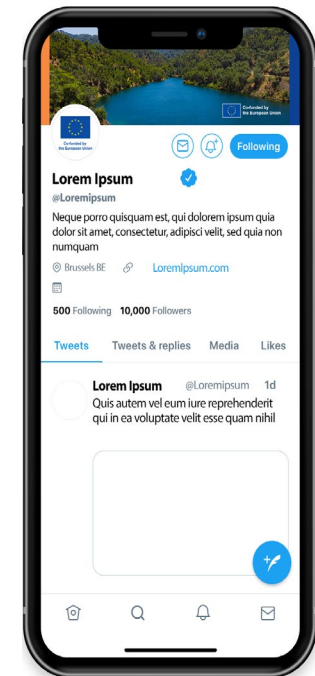 Co-funded by
the European Union
Co-funded by
the European Union
Following
Lorem Ipsum
@Loremipsum
Neque porro quisquam est, qui dolorem ipsum quia
dolor sit amet, consectetur, adipisci velit, sed quia non
numquam
Brussels BE LoremIpsum.com
500 Following 10,000 Followers
Tweets Tweets & replies Media Likes
Lorem Ipsum @Loremipsum 1d
Quis autem vel eum iure reprehenderit
qui in ea voluptate velit esse quam nihil